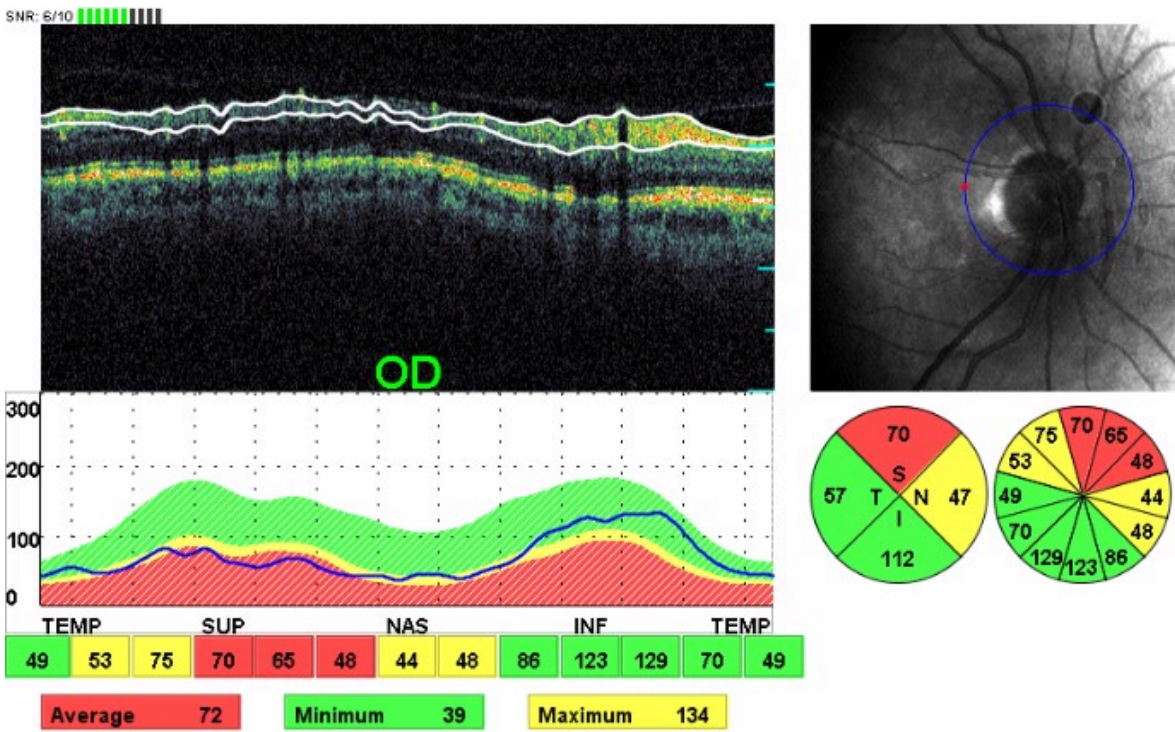 SNR: 6/10
OD
300
200
100
0
TEMP SUP NAS INF TEMP
49 53 75 70 65 48 44 48 86 123 129 70 49
Average 72
Minimum 39
Maximum 134
70
S
57 T N 47
I
112
70
75 65
53 48
49 44
70 48
129 123 86